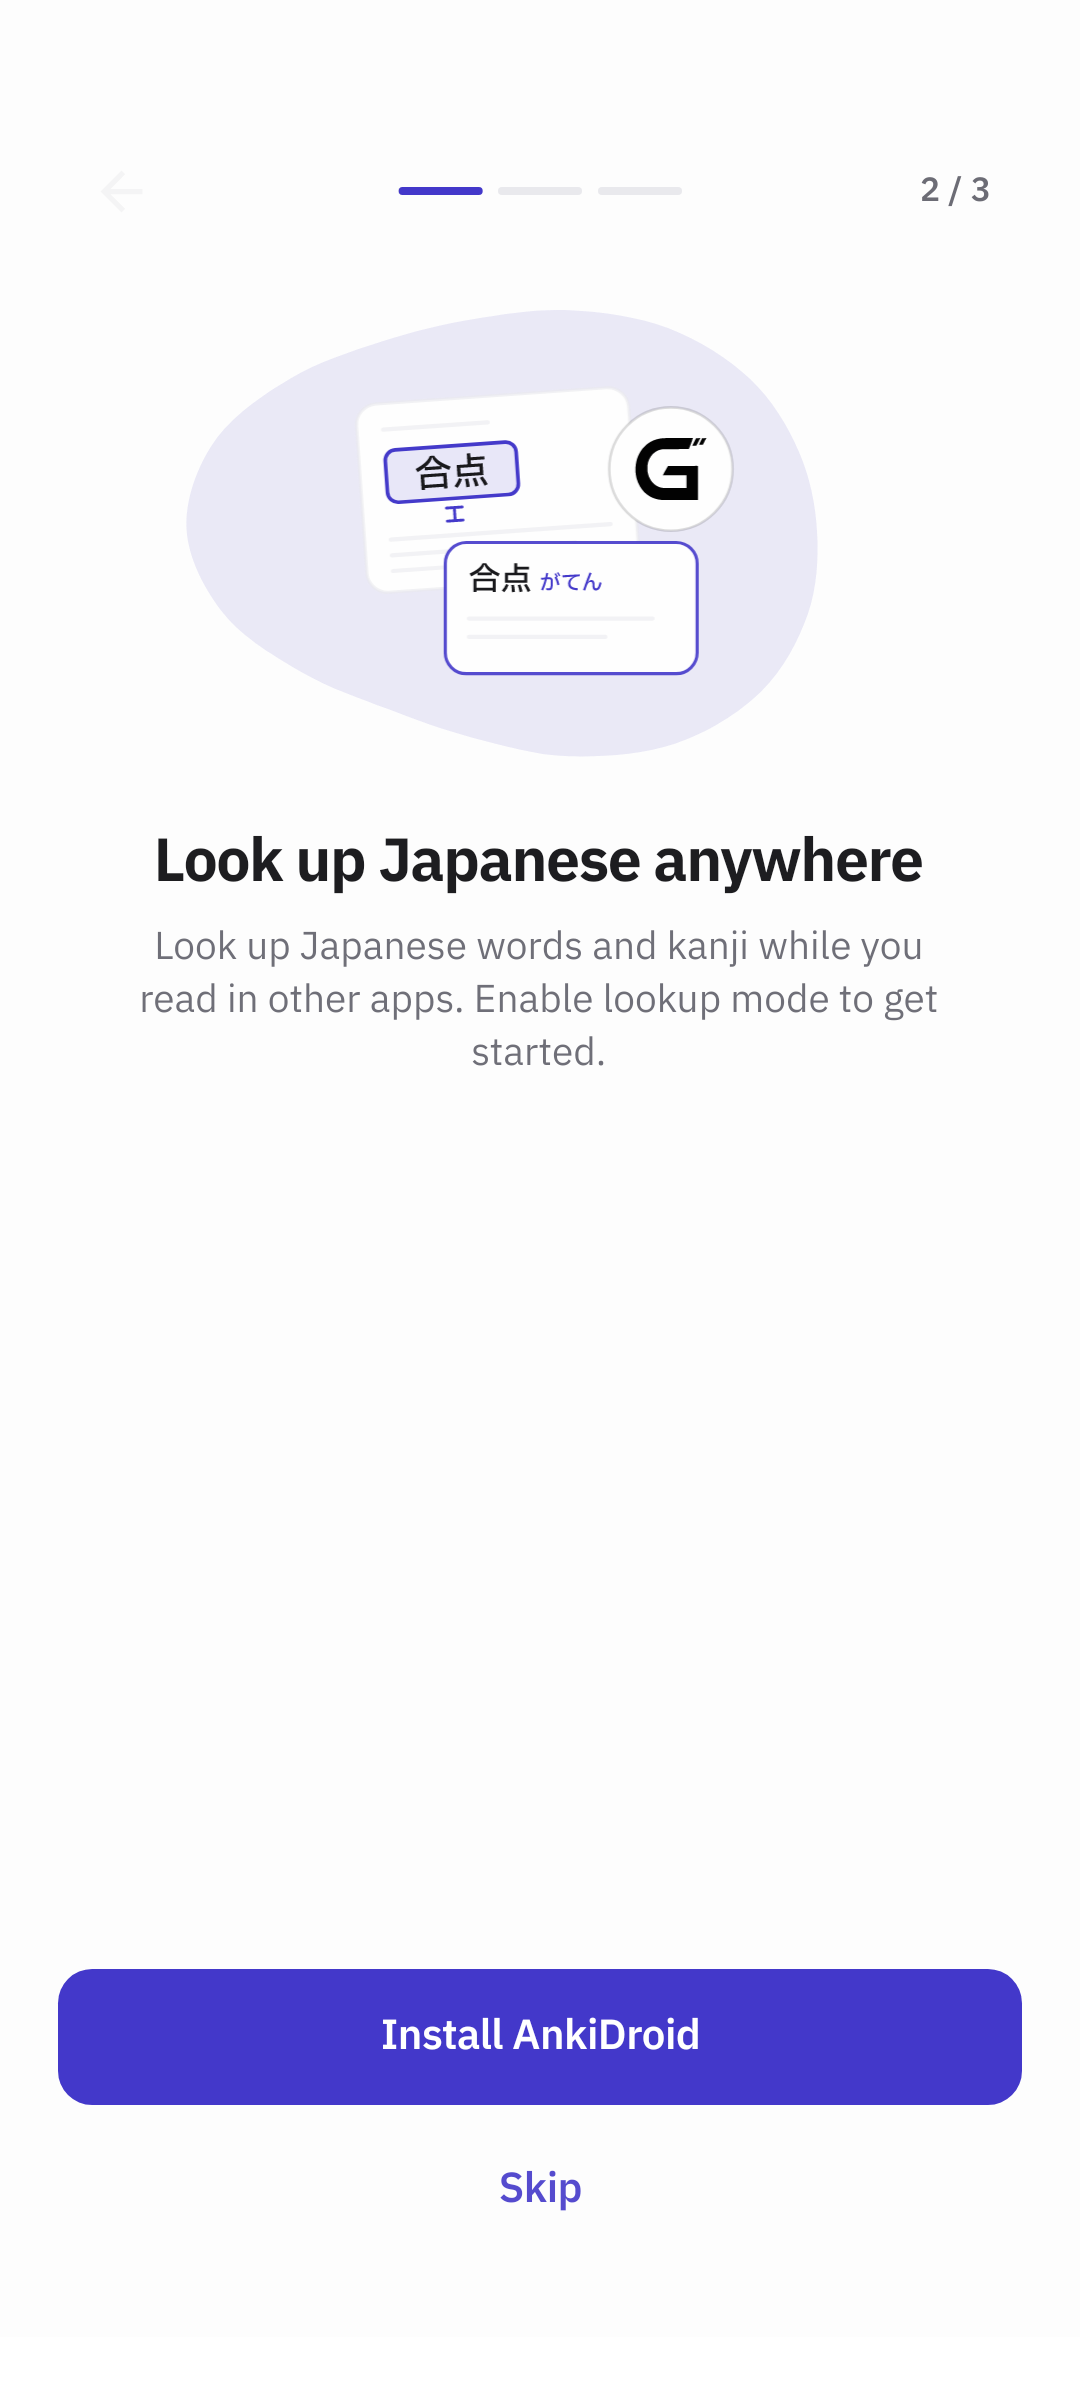 2 / 3
合点
合点 がてん
G
Look up Japanese anywhere
Look up Japanese words and kanji while you
read in other apps. Enable lookup mode to get
started.
Install AnkiDroid
Skip